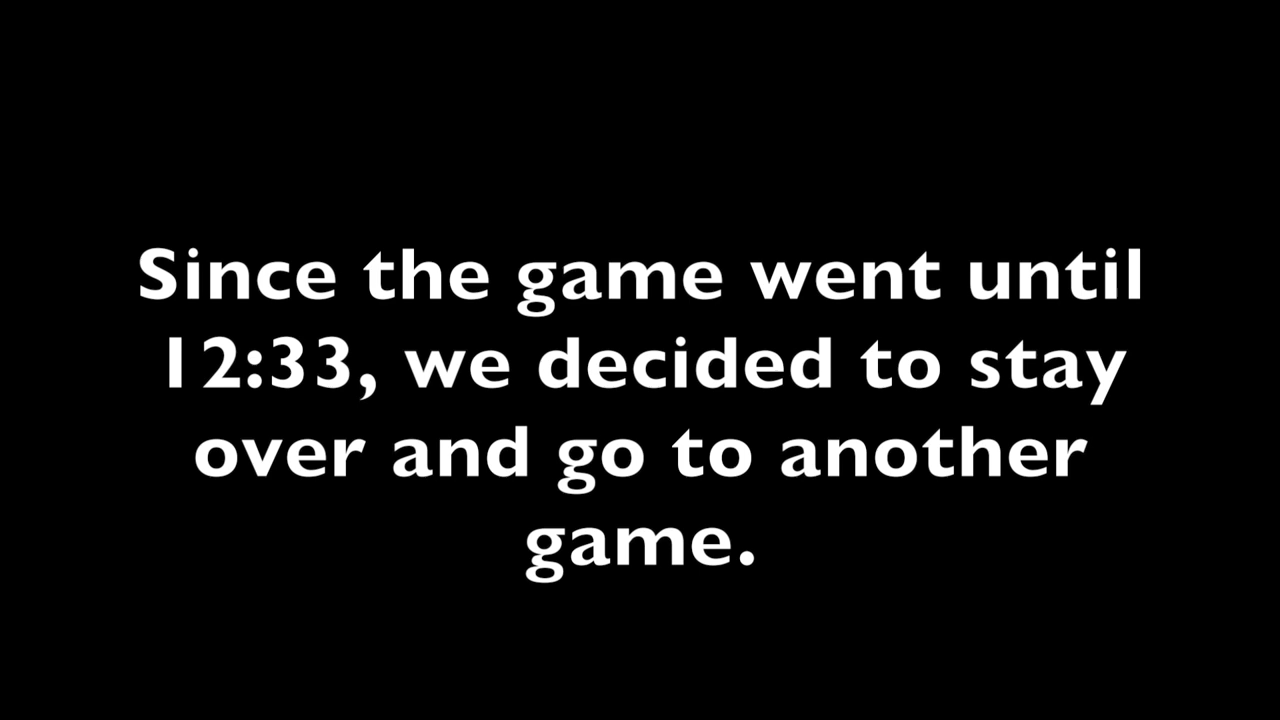 Since the game went until
12:33, we decided to stay
over and go to another
game.